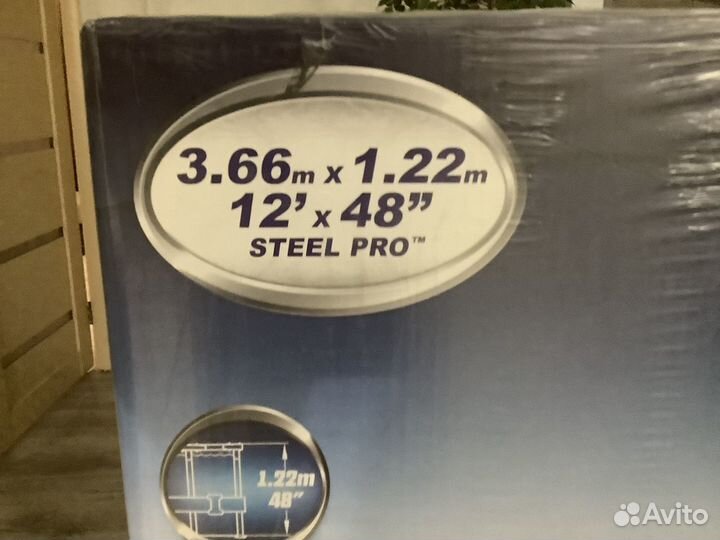 3.66m x 1.22m
12' x 48"
STEEL PRO™
1.22m
48"
Avito